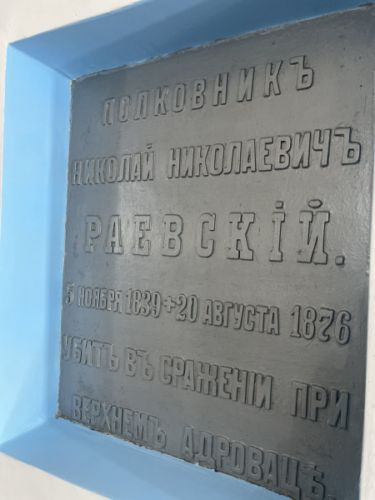 ПОЛКОВНИКЪ
НИКОЛАЙ НИКОЛАЕВИЧЪ
РАЕВСКІЙ.
5 НОЯБРЯ 1839 + 20 АВГУСТА 1876
УБИТЪ ВЪ СРАЖЕНІИ ПРИ
ВЕРХНЕМЪ АДРОВАЦѢ.